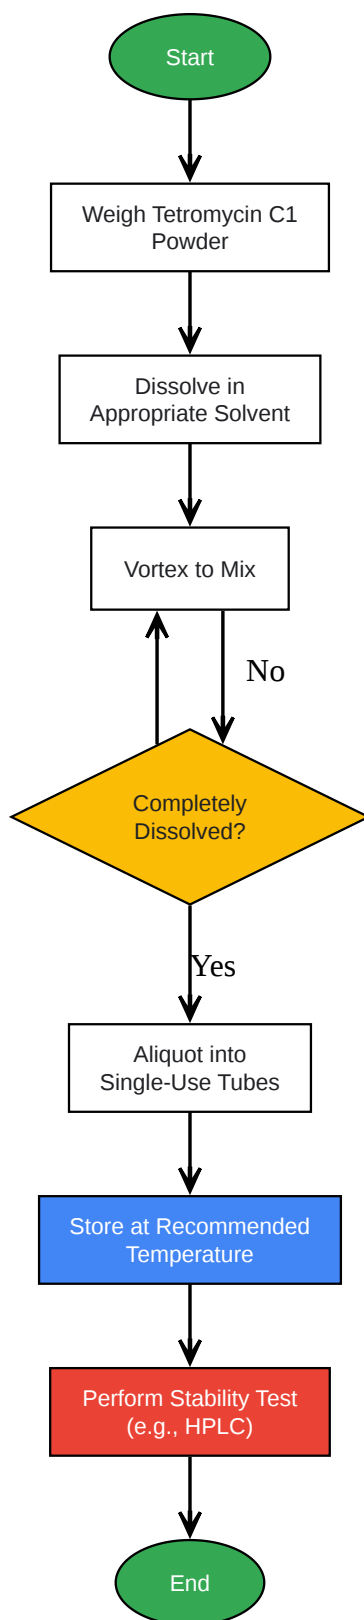 Start
Weigh Tetromycin C1
Powder
Dissolve in
Appropriate Solvent
Vortex to Mix
No
Completely
Dissolved?
Yes
Aliquot into
Single-Use Tubes
Store at Recommended
Temperature
Perform Stability Test
(e.g., HPLC)
End